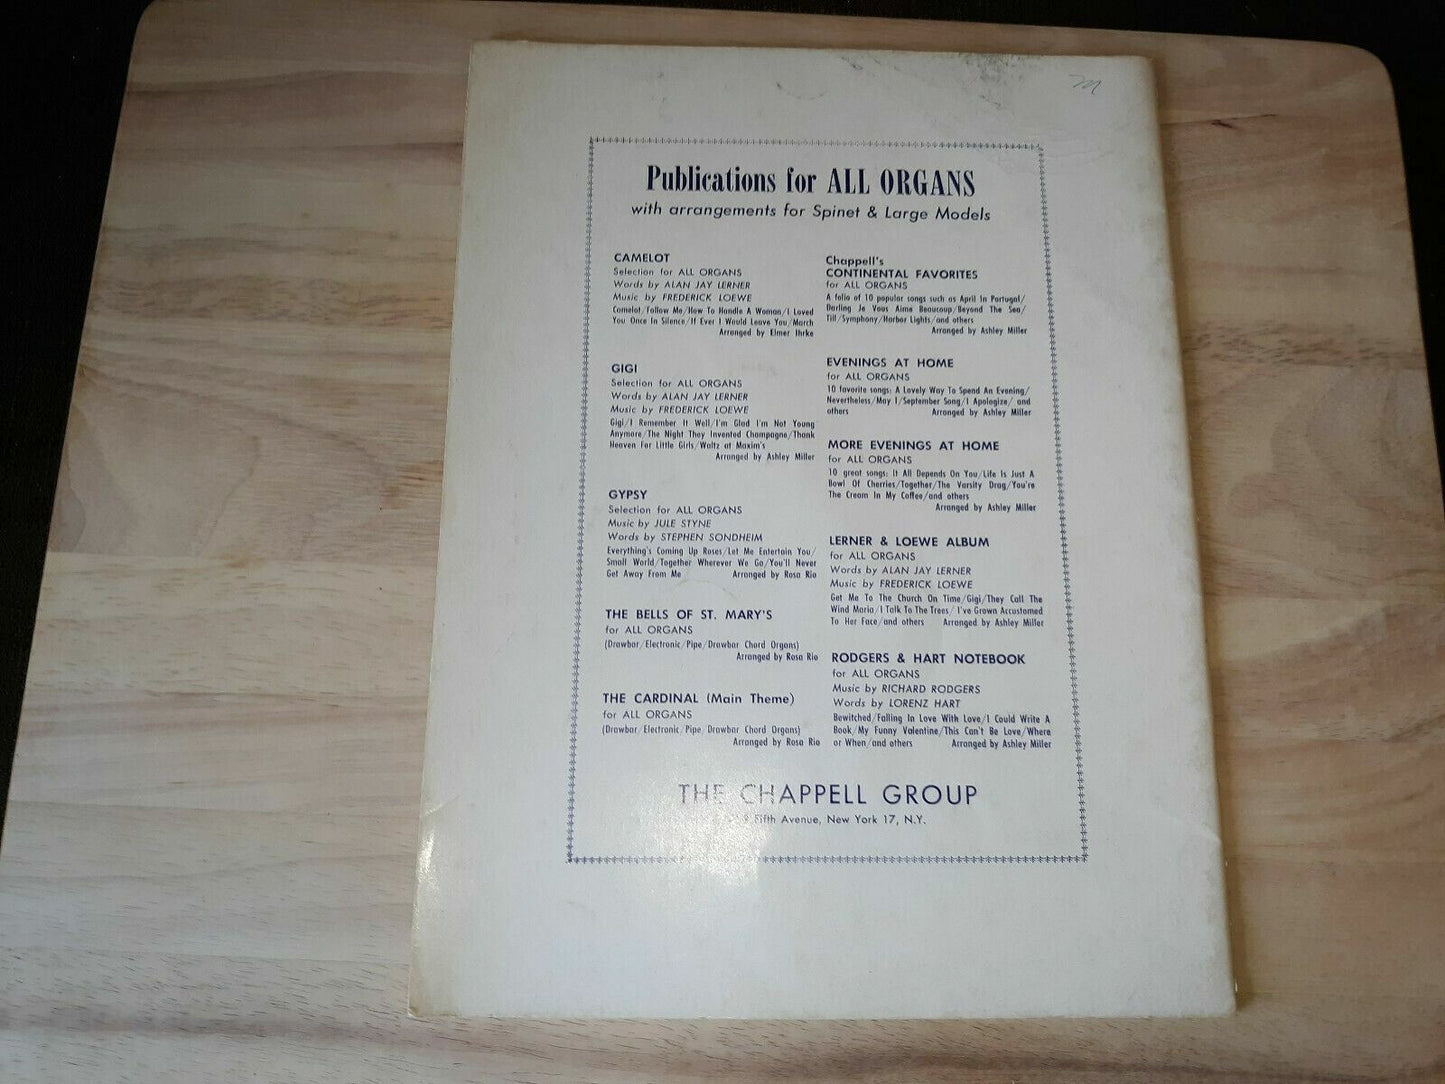 m
Publications for ALL ORGANS
with arrangements for Spinet & Large Models
CAMELOT
Selection for ALL ORGANS
Words by ALAN JAY LERNER
Music by FREDERICK LOEWE
Camelot/Follow Me/How To Handle A Woman/I Loved
You Once In Silence/If Ever I Would Leave You/March
Arranged by Elmer Ihrke
GIGI
Selection for ALL ORGANS
Words by ALAN JAY LERNER
Music by FREDERICK LOEWE
Gigi/I Remember It Well/I'm Glad I'm Not Young
Anymore/The Night They Invented Champagne/Thank
Heaven For Little Girls/Waltz at Maxim's
Arranged by Ashley Miller
GYPSY
Selection for ALL ORGANS
Music by JULE STYNE
Words by STEPHEN SONDHEIM
Everything's Coming Up Roses/Let Me Entertain You/
Small World/Together Wherever We Go/You'll Never
Get Away From Me Arranged by Rosa Rio
THE BELLS OF ST. MARY'S
for ALL ORGANS
(Drawbar/Electronic/Pipe/Drawbar Chord Organs)
Arranged by Rosa Rio
THE CARDINAL (Main Theme)
for ALL ORGANS
(Drawbar/Electronic/Pipe/Drawbar Chord Organs)
Arranged by Rosa Rio
Chappell's
CONTINENTAL FAVORITES
for ALL ORGANS
A folio of 10 popular songs such as April In Portugal/
Darling Je Vous Aime Beaucoup/Beyond The Sea/
Till/Symphony/Harbor Lights/and others
Arranged by Ashley Miller
EVENINGS AT HOME
for ALL ORGANS
10 favorite songs: A Lovely Way To Spend An Evening/
Nevertheless/May I/September Song/I Apologize/ and
others Arranged by Ashley Miller
MORE EVENINGS AT HOME
for ALL ORGANS
10 great songs: It All Depends On You/Life Is Just A
Bowl Of Cherries/Together/The Varsity Drag/You're
The Cream In My Coffee/and others
Arranged by Ashley Miller
LERNER & LOEWE ALBUM
for ALL ORGANS
Words by ALAN JAY LERNER
Music by FREDERICK LOEWE
Get Me To The Church On Time/Gigi/They Call The
Wind Maria/I Talk To The Trees/ I've Grown Accustomed
To Her Face/and others Arranged by Ashley Miller
RODGERS & HART NOTEBOOK
for ALL ORGANS
Music by RICHARD RODGERS
Words by LORENZ HART
Bewitched/Falling In Love With Love/I Could Write A
Book/My Funny Valentine/This Can't Be Love/Where
or When/and others Arranged by Ashley Miller
THE CHAPPELL GROUP
Fifth Avenue, New York 17, N.Y.